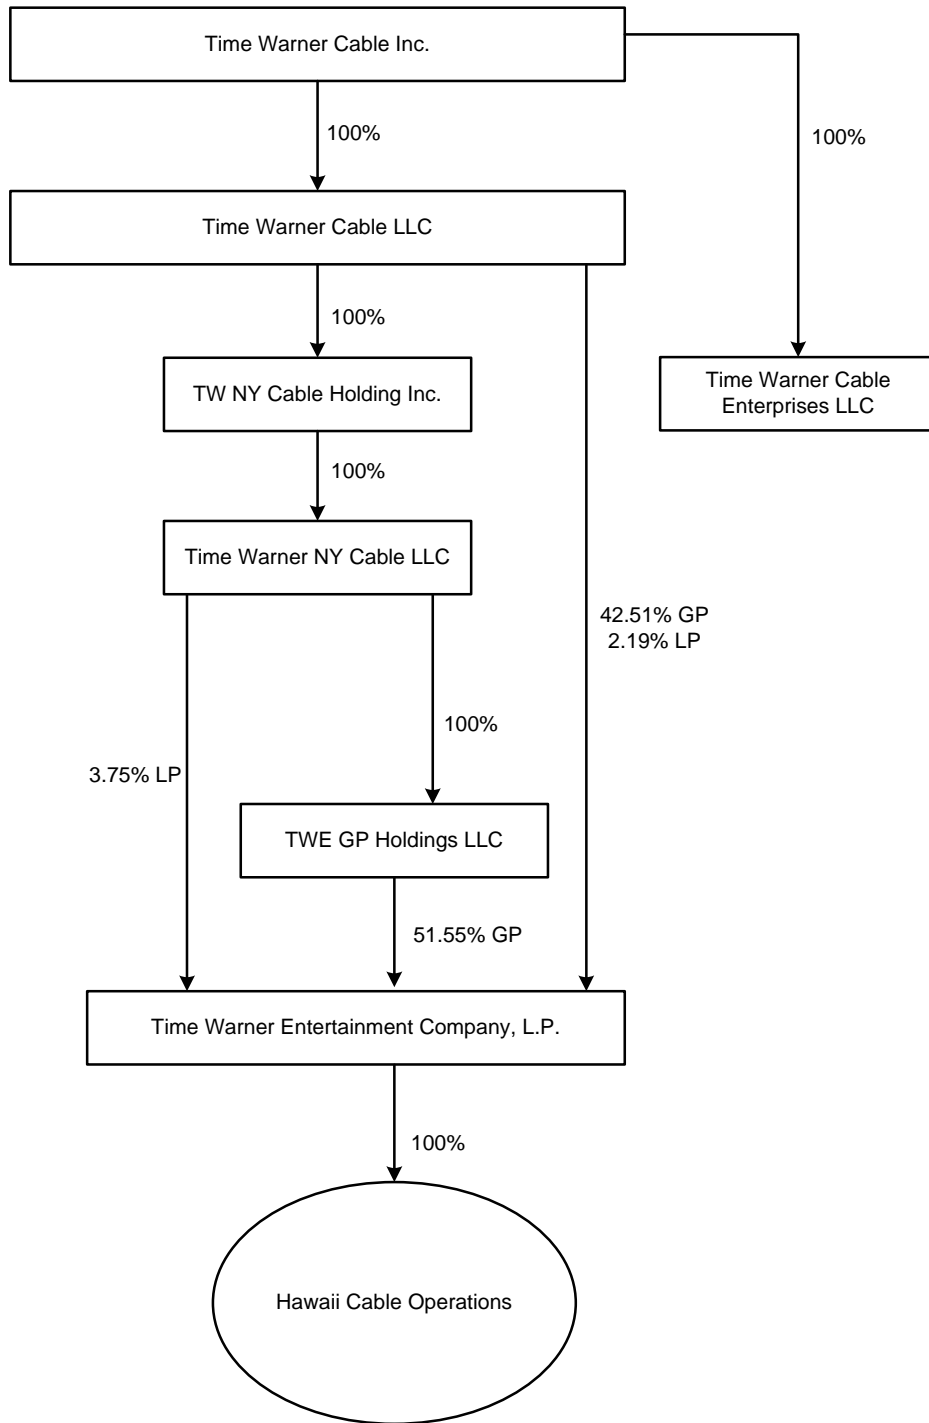 Time Warner Cable Inc.
100%
100%
Time Warner Cable LLC
100%
TW NY Cable Holding Inc.
Time Warner Cable
Enterprises LLC
100%
Time Warner NY Cable LLC
42.51% GP
2.19% LP
100%
3.75% LP
TWE GP Holdings LLC
51.55% GP
Time Warner Entertainment Company, L.P.
100%
Hawaii Cable Operations